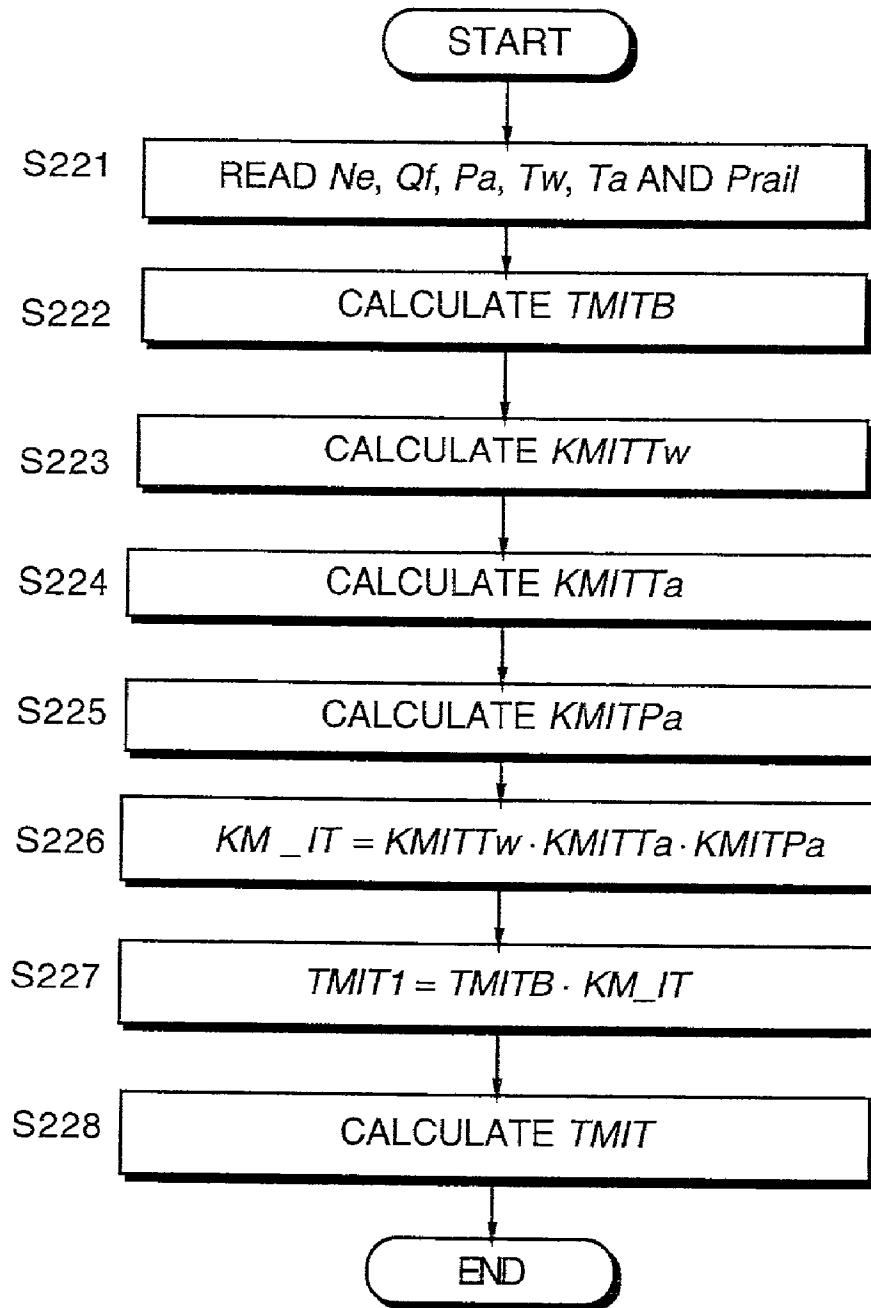 START
S221 READ Ne, Qf, Pa, Tw, Ta AND Prail
S222 CALCULATE TMITB
S223 CALCULATE KMITTw
S224 CALCULATE KMITTa
S225 CALCULATE KMITPa
S226 KM _ IT = KMITTw · KMITTa · KMITPa
S227 TMIT1 = TMITB · KM_IT
S228 CALCULATE TMIT
END